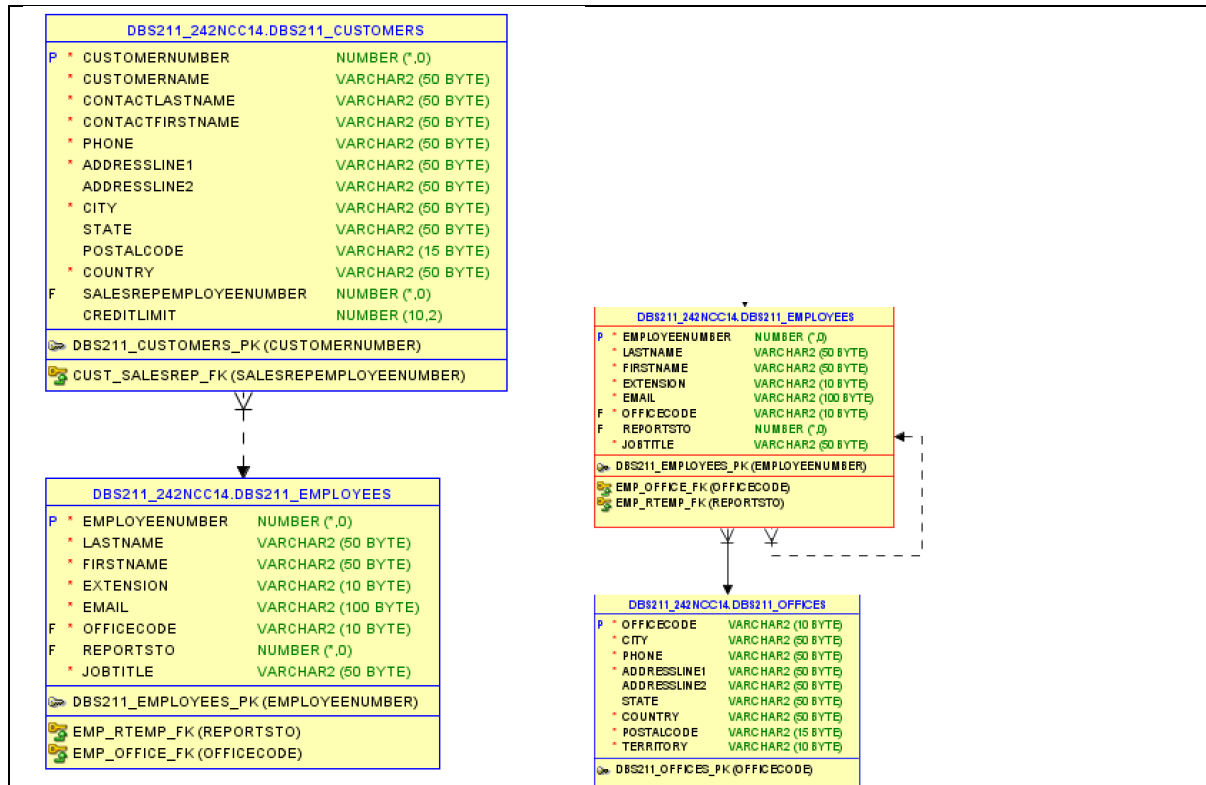 DBS211_242NCC14.DBS211_CUSTOMERS
P * CUSTOMERNUMBER NUMBER (*,0)
* CUSTOMERNAME VARCHAR2 (50 BYTE)
* CONTACTLASTNAME VARCHAR2 (50 BYTE)
* CONTACTFIRSTNAME VARCHAR2 (50 BYTE)
* PHONE VARCHAR2 (50 BYTE)
* ADDRESSLINE1 VARCHAR2 (50 BYTE)
ADDRESSLINE2 VARCHAR2 (50 BYTE)
* CITY VARCHAR2 (50 BYTE)
STATE VARCHAR2 (50 BYTE)
POSTALCODE VARCHAR2 (15 BYTE)
* COUNTRY VARCHAR2 (50 BYTE)
F SALESREPEMPLOYEENUMBER NUMBER (*,0)
CREDITLIMIT NUMBER (10,2)
DBS211_CUSTOMERS_PK (CUSTOMERNUMBER)
CUST_SALESREP_FK (SALESREPEMPLOYEENUMBER)
DBS211_242NCC14.DBS211_EMPLOYEES
P * EMPLOYEENUMBER NUMBER (*,0)
* LASTNAME VARCHAR2 (50 BYTE)
* FIRSTNAME VARCHAR2 (50 BYTE)
* EXTENSION VARCHAR2 (10 BYTE)
* EMAIL VARCHAR2 (100 BYTE)
F * OFFICECODE VARCHAR2 (10 BYTE)
F REPORTSTO NUMBER (*,0)
* JOBTITLE VARCHAR2 (50 BYTE)
DBS211_EMPLOYEES_PK (EMPLOYEENUMBER)
EMP_RTEMP_FK (REPORTSTO)
EMP_OFFICE_FK (OFFICECODE)
DBS211_242NCC14.DBS211_EMPLOYEES
P * EMPLOYEENUMBER NUMBER (*,0)
* LASTNAME VARCHAR2 (50 BYTE)
* FIRSTNAME VARCHAR2 (50 BYTE)
* EXTENSION VARCHAR2 (10 BYTE)
* EMAIL VARCHAR2 (100 BYTE)
F * OFFICECODE VARCHAR2 (10 BYTE)
F REPORTSTO NUMBER (*,0)
* JOBTITLE VARCHAR2 (50 BYTE)
DBS211_EMPLOYEES_PK (EMPLOYEENUMBER)
EMP_OFFICE_FK (OFFICECODE)
EMP_RTEMP_FK (REPORTSTO)
DBS211_242NCC14.DBS211_OFFICES
P * OFFICECODE VARCHAR2 (10 BYTE)
* CITY VARCHAR2 (50 BYTE)
* PHONE VARCHAR2 (50 BYTE)
* ADDRESSLINE1 VARCHAR2 (50 BYTE)
ADDRESSLINE2 VARCHAR2 (50 BYTE)
STATE VARCHAR2 (50 BYTE)
* COUNTRY VARCHAR2 (50 BYTE)
* POSTALCODE VARCHAR2 (15 BYTE)
* TERRITORY VARCHAR2 (10 BYTE)
DBS211_OFFICES_PK (OFFICECODE)